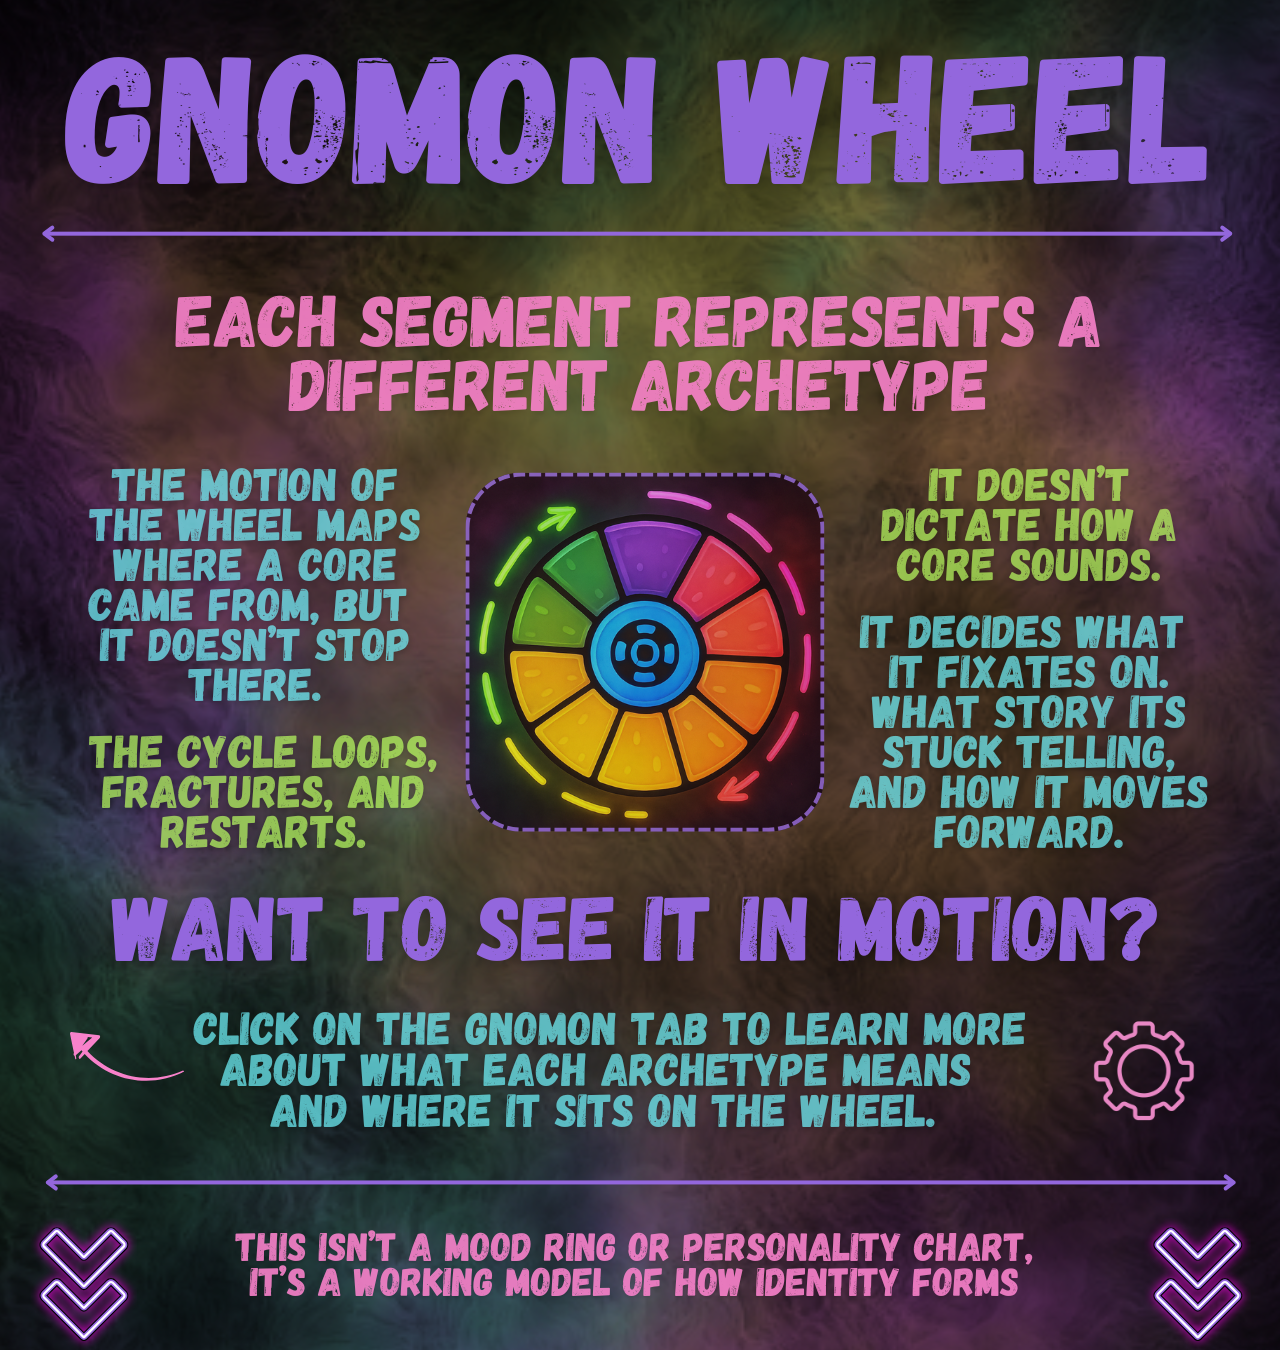 GNOMON WHEEL
EACH SEGMENT REPRESENTS A
DIFFERENT ARCHETYPE
THE MOTION OF
THE WHEEL MAPS
WHERE A CORE
CAME FROM, BUT
IT DOESN'T STOP
THERE.
THE CYCLE LOOPS,
FRACTURES, AND
RESTARTS.
IT DOESN'T
DICTATE HOW A
CORE SOUNDS.
IT DECIDES WHAT
IT FIXATES ON.
WHAT STORY ITS
STUCK TELLING,
AND HOW IT MOVES
FORWARD.
WANT TO SEE IT IN MOTION?
CLICK ON THE GNOMON TAB TO LEARN MORE
ABOUT WHAT EACH ARCHETYPE MEANS
AND WHERE IT SITS ON THE WHEEL.
THIS ISN'T A MOOD RING OR PERSONALITY CHART,
IT'S A WORKING MODEL OF HOW IDENTITY FORMS